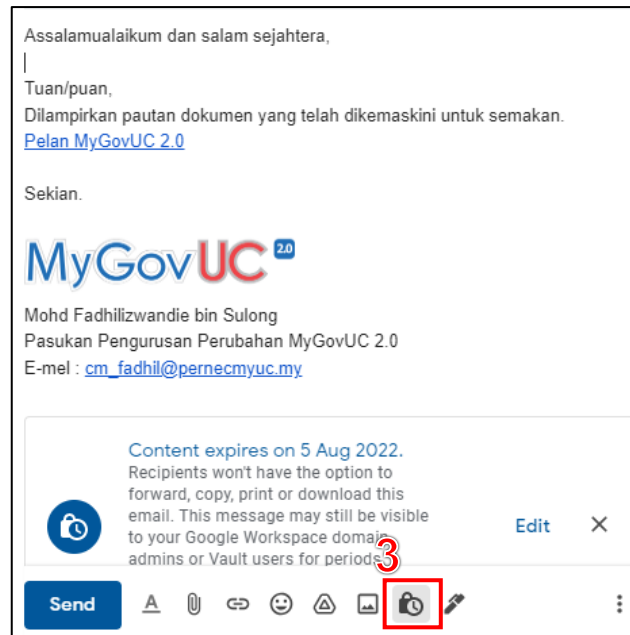 Assalamualaikum dan salam sejahtera,
Tuan/puan,
Dilampirkan pautan dokumen yang telah dikemaskini untuk semakan.
Pelan MyGovUC 2.0
Sekian.
MyGovUC 2.0
Mohd Fadhilizwandie bin Sulong
Pasukan Pengurusan Perubahan MyGovUC 2.0
E-mel : cm_fadhil@pernecmyuc.my
Content expires on 5 Aug 2022.
Recipients won't have the option to
forward, copy, print or download this
email. This message may still be visible
to your Google Workspace domain
admins or Vault users for periods
Edit
3
Send